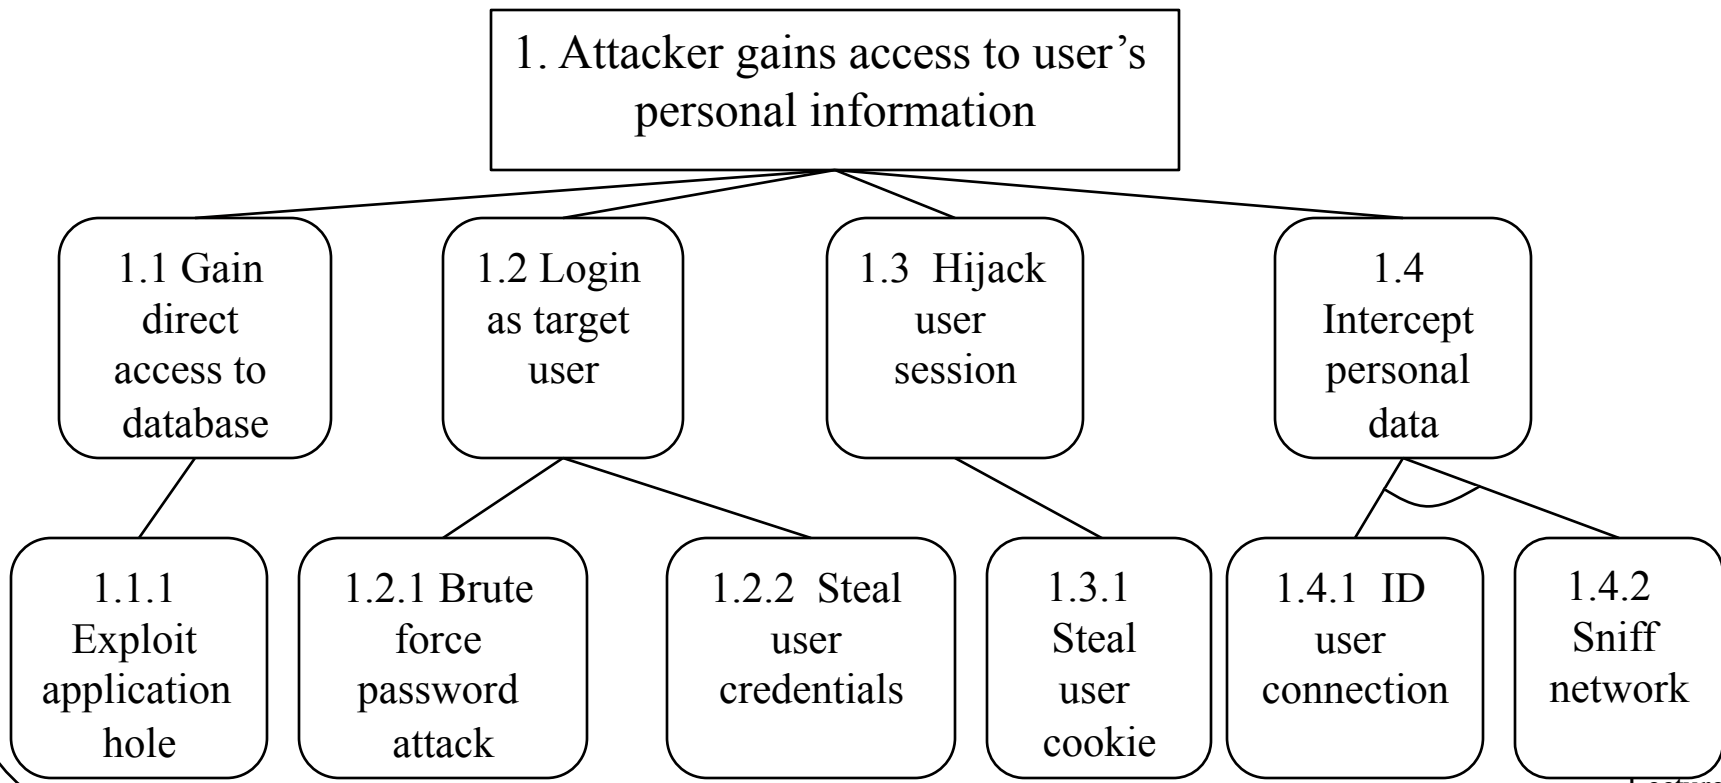 1. Attacker gains access to user’s
personal information
1.1 Gain
direct
access to
database
1.2 Login
as target
user
1.3 Hijack
user
session
1.4
Intercept
personal
data
1.1.1
Exploit
application
hole
1.2.1 Brute
force
password
attack
1.2.2 Steal
user
credentials
1.3.1
Steal
user
cookie
1.4.1 ID
user
connection
1.4.2
Sniff
network